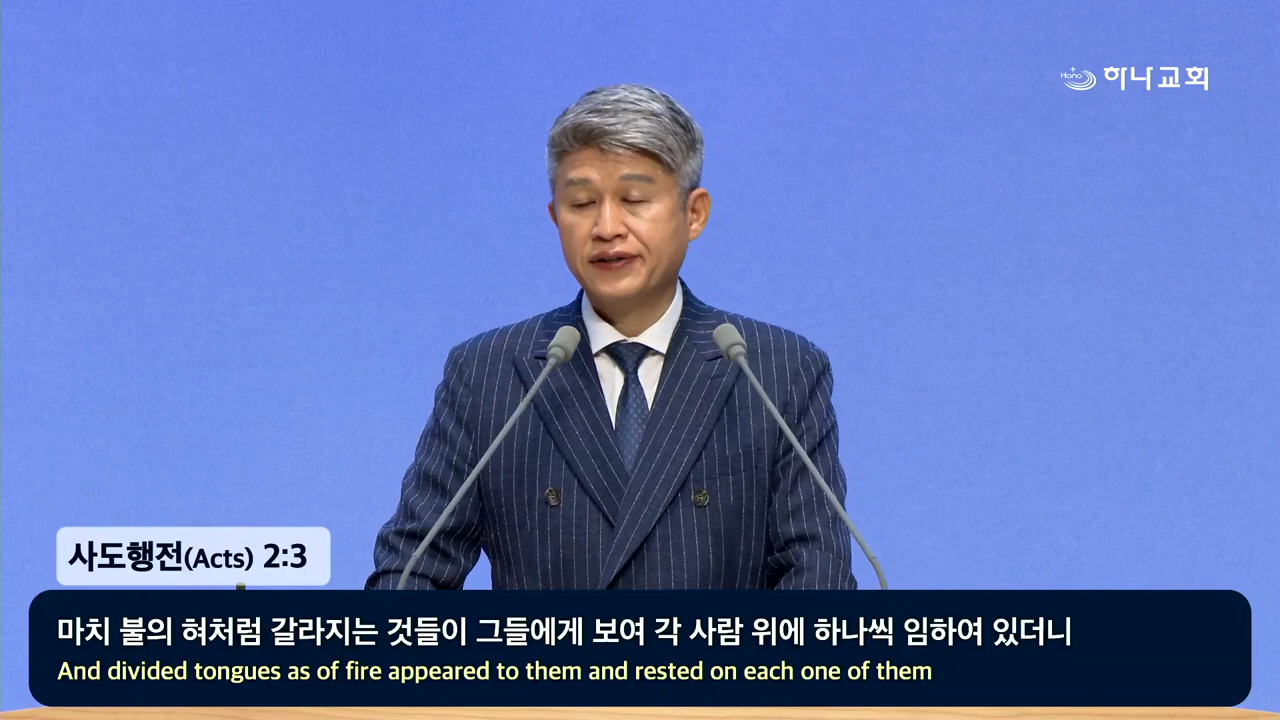 Hana 하나교회
사도행전(Acts) 2:3
마치 불의 혀처럼 갈라지는 것들이 그들에게 보여 각 사람 위에 하나씩 임하여 있더니
And divided tongues as of fire appeared to them and rested on each one of them